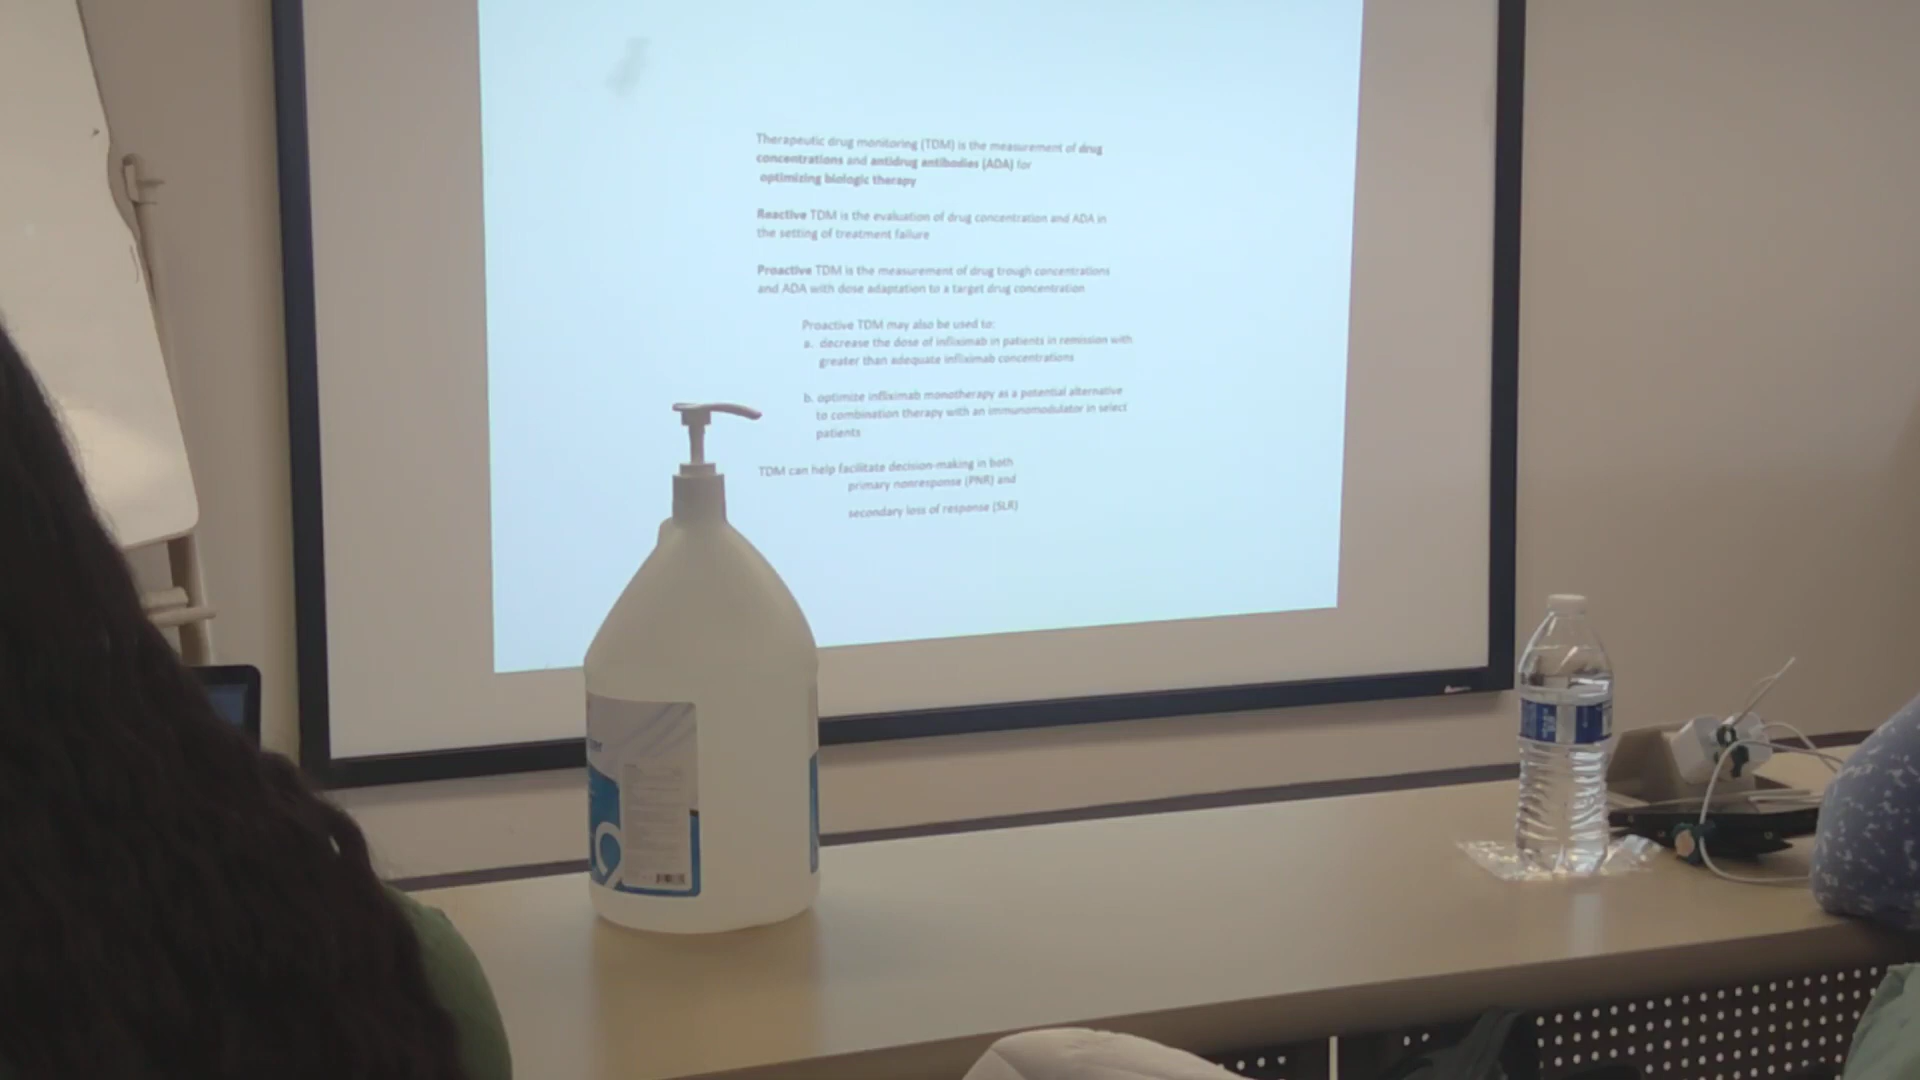 Therapeutic drug monitoring (TDM) is the measurement of drug
concentrations and antidrug antibodies (ADA) for
optimizing biologic therapy
Reactive TDM is the evaluation of drug concentration and ADA in
the setting of treatment failure
Proactive TDM is the measurement of drug trough concentrations
and ADA with dose adaptation to a target drug concentration
Proactive TDM may also be used to:
a. decrease the dose of infliximab in patients in remission with
greater than adequate infliximab concentrations
b. optimize infliximab monotherapy as a potential alternative
to combination therapy with an immunomodulator in select
patients
TDM can help facilitate decision-making in both
primary nonresponse (PNR) and
secondary loss of response (SLR)